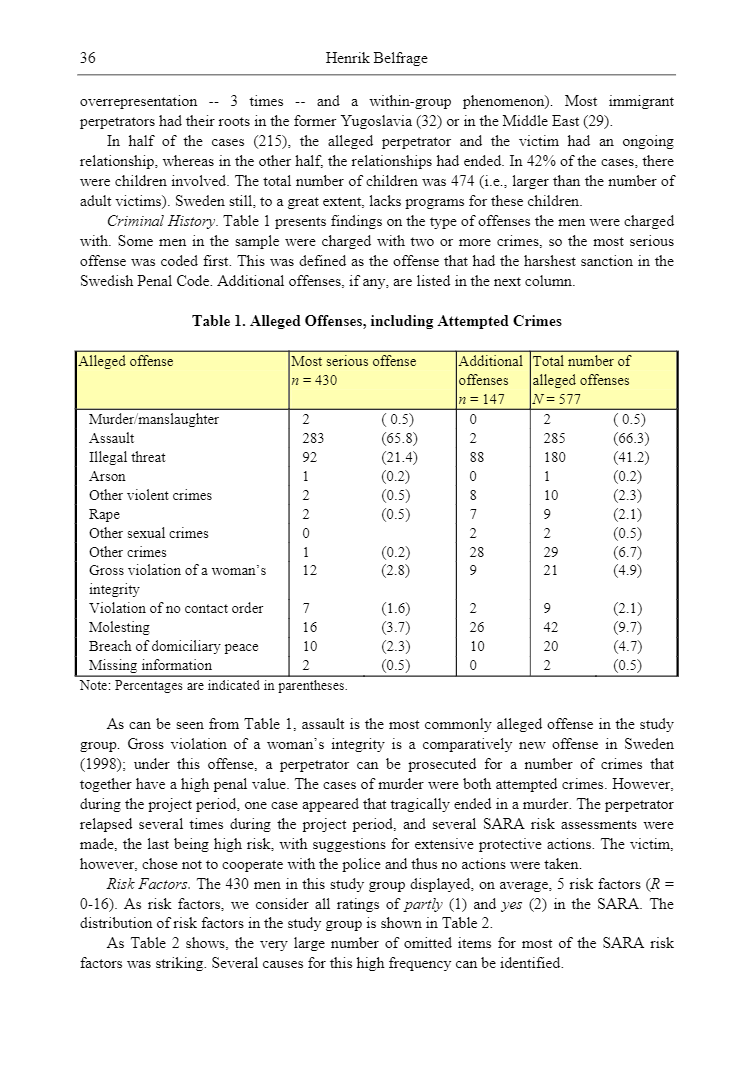 36 Henrik Belfrage
overrepresentation -- 3 times -- and a within-group phenomenon). Most immigrant
perpetrators had their roots in the former Yugoslavia (32) or in the Middle East (29).
In half of the cases (215), the alleged perpetrator and the victim had an ongoing
relationship, whereas in the other half, the relationships had ended. In 42% of the cases, there
were children involved. The total number of children was 474 (i.e., larger than the number of
adult victims). Sweden still, to a great extent, lacks programs for these children.
Criminal History. Table 1 presents findings on the type of offenses the men were charged
with. Some men in the sample were charged with two or more crimes, so the most serious
offense was coded first. This was defined as the offense that had the harshest sanction in the
Swedish Penal Code. Additional offenses, if any, are listed in the next column.
Table 1. Alleged Offenses, including Attempted Crimes
Alleged offense Most serious offense Additional Total number of
n = 430 offenses alleged offenses
n = 147 N = 577
Murder/manslaughter 2 ( 0.5) 0 2 ( 0.5)
Assault 283 (65.8) 2 285 (66.3)
Illegal threat 92 (21.4) 88 180 (41.2)
Arson 1 (0.2) 0 1 (0.2)
Other violent crimes 2 (0.5) 8 10 (2.3)
Rape 2 (0.5) 7 9 (2.1)
Other sexual crimes 0 2 2 (0.5)
Other crimes 1 (0.2) 28 29 (6.7)
Gross violation of a woman's 12 (2.8) 9 21 (4.9)
integrity
Violation of no contact order 7 (1.6) 2 9 (2.1)
Molesting 16 (3.7) 26 42 (9.7)
Breach of domiciliary peace 10 (2.3) 10 20 (4.7)
Missing information 2 (0.5) 0 2 (0.5)
Note: Percentages are indicated in parentheses.
As can be seen from Table 1, assault is the most commonly alleged offense in the study
group. Gross violation of a woman's integrity is a comparatively new offense in Sweden
(1998); under this offense, a perpetrator can be prosecuted for a number of crimes that
together have a high penal value. The cases of murder were both attempted crimes. However,
during the project period, one case appeared that tragically ended in a murder. The perpetrator
relapsed several times during the project period, and several SARA risk assessments were
made, the last being high risk, with suggestions for extensive protective actions. The victim,
however, chose not to cooperate with the police and thus no actions were taken.
Risk Factors. The 430 men in this study group displayed, on average, 5 risk factors (R =
0-16). As risk factors, we consider all ratings of partly (1) and yes (2) in the SARA. The
distribution of risk factors in the study group is shown in Table 2.
As Table 2 shows, the very large number of omitted items for most of the SARA risk
factors was striking. Several causes for this high frequency can be identified.